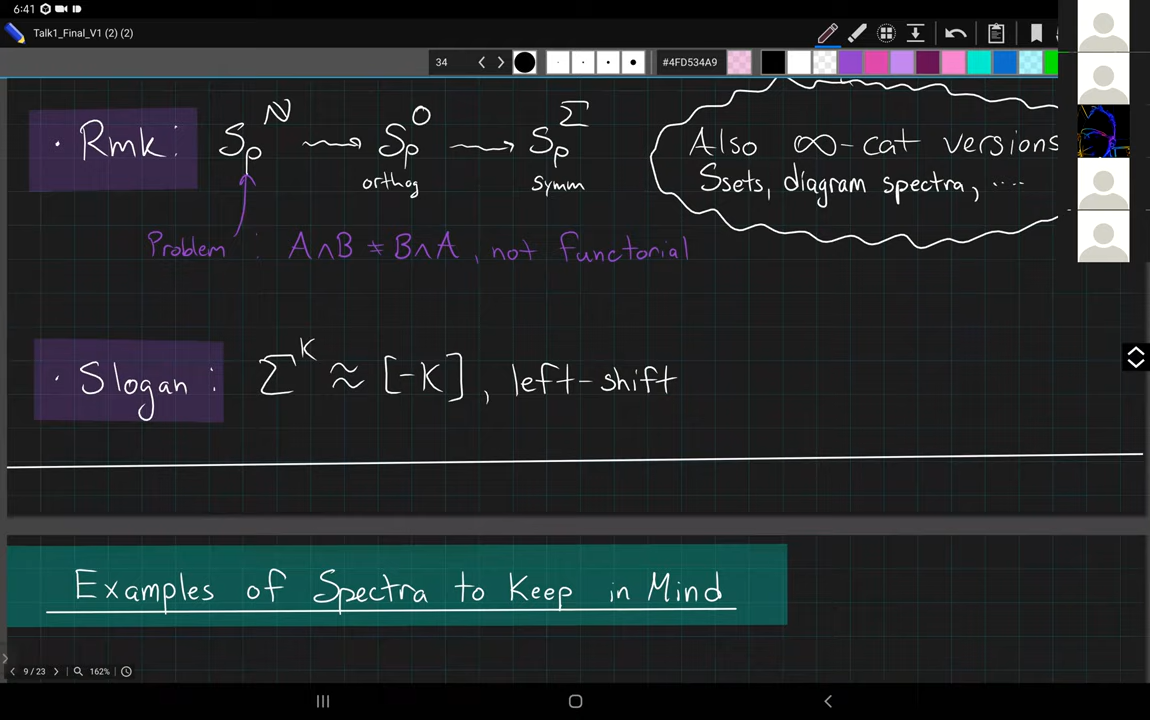 6:41
Talk1_Final_V1 (2) (2)
34
#4FD534A9
· Rmk: Sp^N ⟿ Sp^O ⟿ Sp^Σ
orthog symm
Also ∞-cat versions
Ssets, diagram spectra, ....
Problem : A∧B ≠ B∧A, not functorial
· Slogan: Σ^K ≈ [-K], left-shift
Examples of Spectra to Keep in Mind
9 / 23 162%